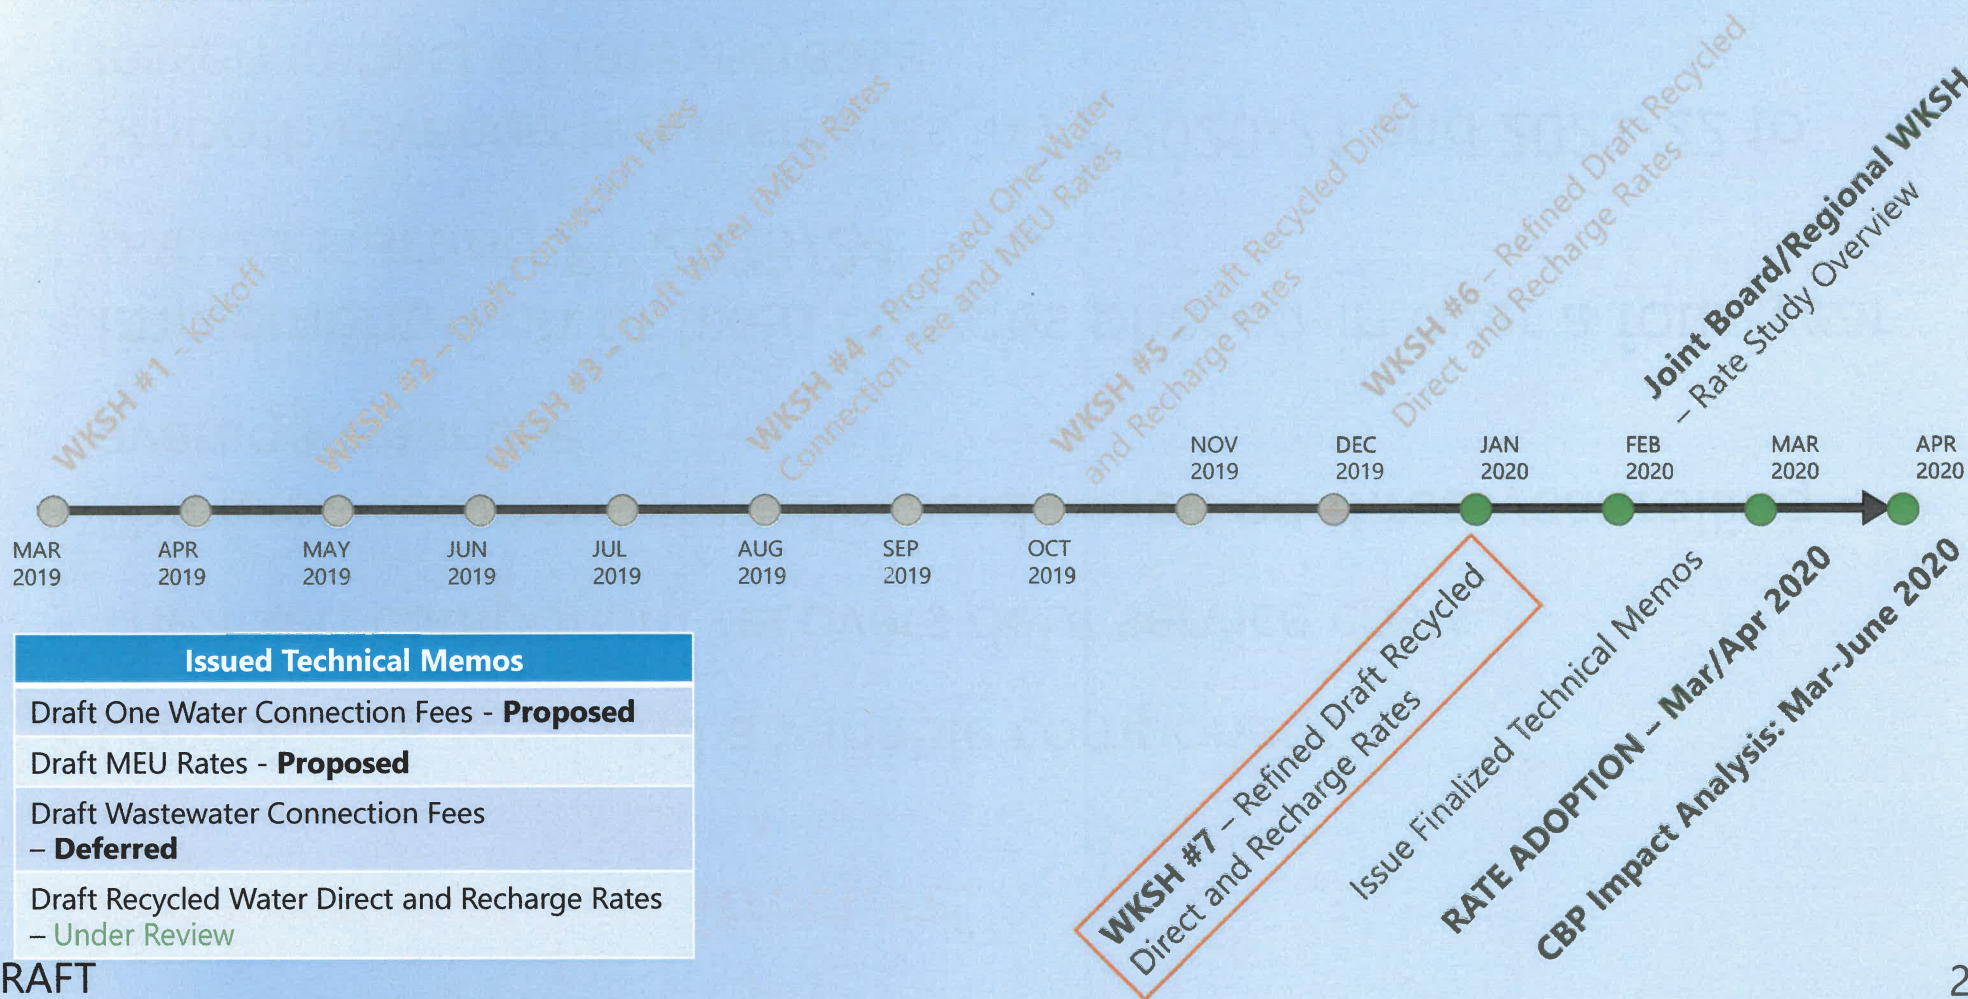 WKSH #1 - Kickoff
WKSH #2 – Draft Connection Fees
WKSH #3 – Draft Water (MEU) Rates
WKSH #4 – Proposed One-Water
Connection Fee and MEU Rates
WKSH #5 – Draft Recycled Direct
and Recharge Rates
WKSH #6 – Refined Draft Recycled
Direct and Recharge Rates
Joint Board/Regional WKSH
– Rate Study Overview
NOV
2019
DEC
2019
JAN
2020
FEB
2020
MAR
2020
APR
2020
MAR
2019
APR
2019
MAY
2019
JUN
2019
JUL
2019
AUG
2019
SEP
2019
OCT
2019
WKSH #7 – Refined Draft Recycled
Direct and Recharge Rates
Issue Finalized Technical Memos
RATE ADOPTION – Mar/Apr 2020
CBP Impact Analysis: Mar-June 2020
Issued Technical Memos
Draft One Water Connection Fees - Proposed
Draft MEU Rates - Proposed
Draft Wastewater Connection Fees
– Deferred
Draft Recycled Water Direct and Recharge Rates
– Under Review
RAFT
2